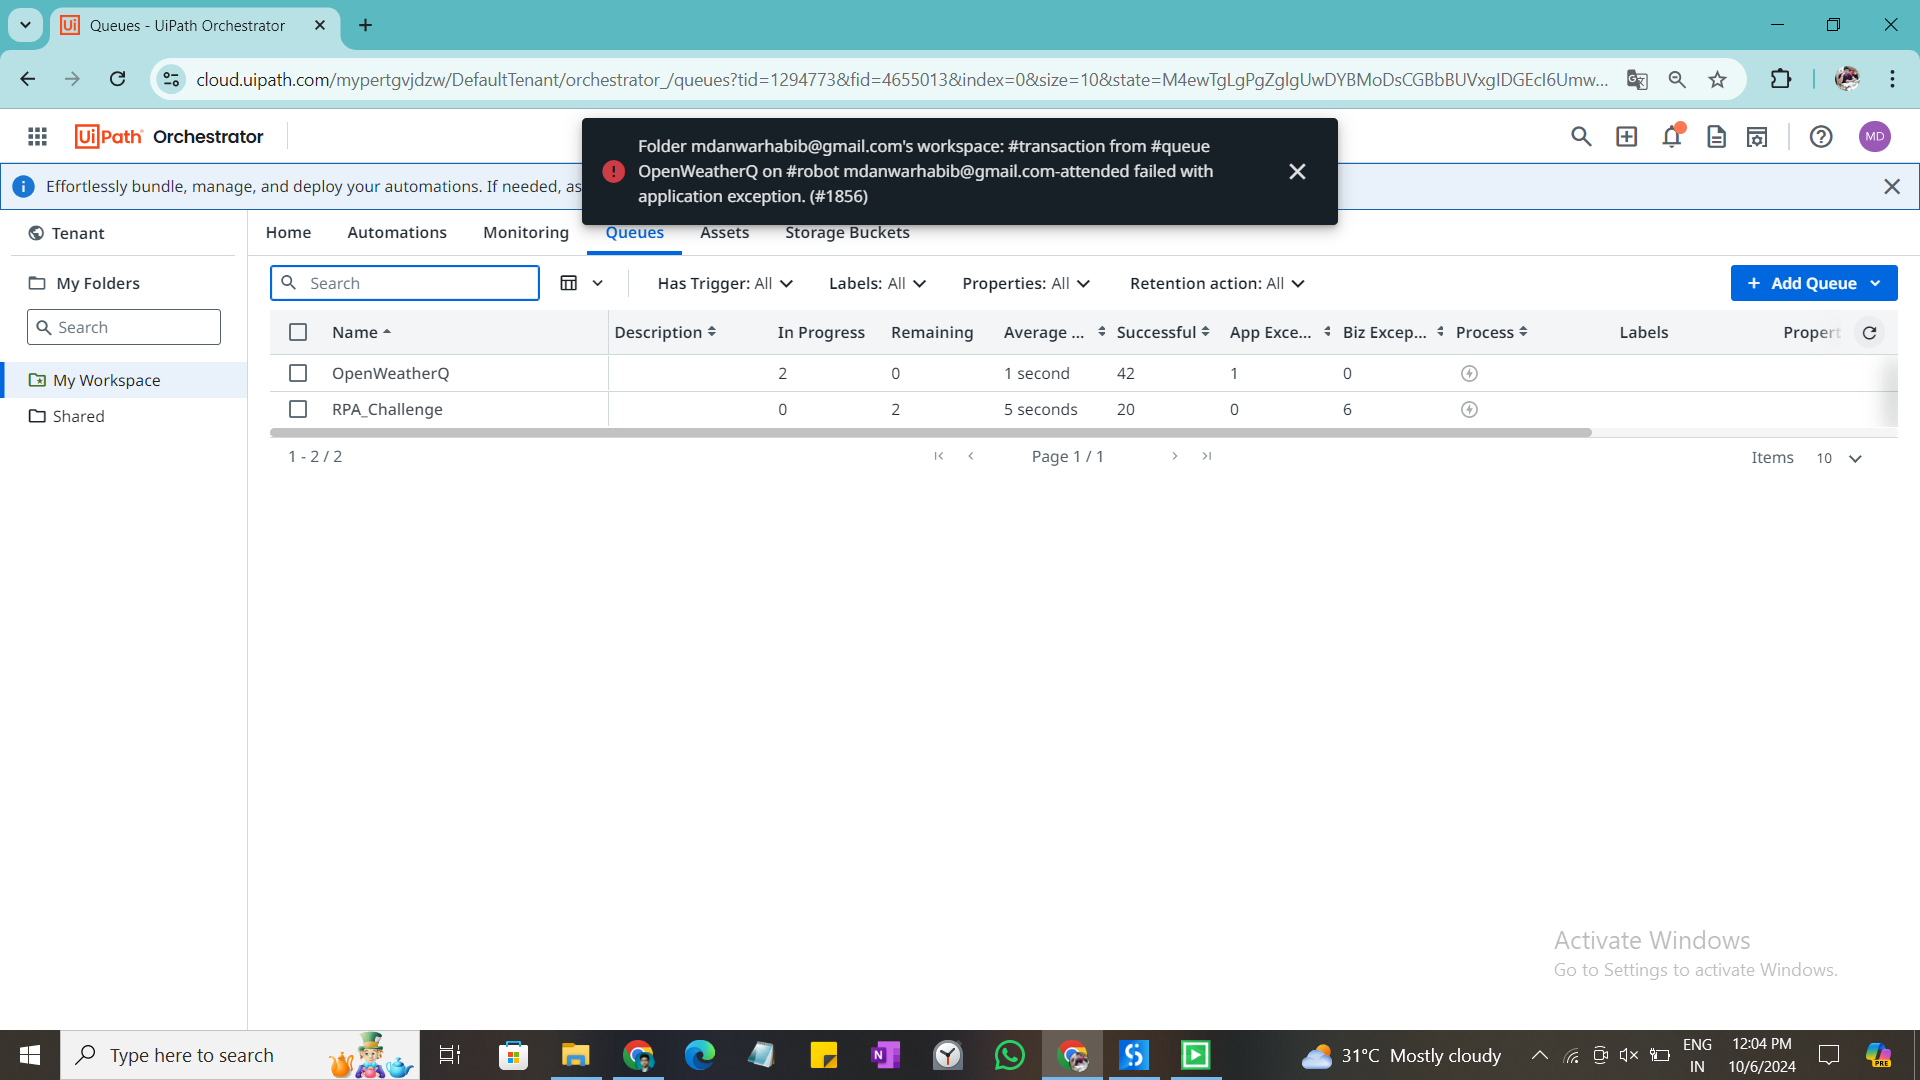 Queues - UiPath Orchestrator
cloud.uipath.com/mypertgvjdzw/DefaultTenant/orchestrator_/queues?tid=1294773&fid=4655013&index=0&size=10&state=M4ewTgLgPgZglgUwDYBMoDsCGBbBUVxgIDGEcI6Umw...
UiPath Orchestrator
MD
Folder mdanwarhabib@gmail.com's workspace: #transaction from #queue
OpenWeatherQ on #robot mdanwarhabib@gmail.com-attended failed with
application exception. (#1856)
Effortlessly bundle, manage, and deploy your automations. If needed, as
Tenant
Home Automations Monitoring Queues Assets Storage Buckets
My Folders
Search
Search
Has Trigger: All Labels: All Properties: All Retention action: All
+ Add Queue
Name Description In Progress Remaining Average ... Successful App Exce... Biz Excep... Process Labels Propert
My Workspace
Shared
OpenWeatherQ 2 0 1 second 42 1 0
RPA_Challenge 0 2 5 seconds 20 0 6
1 - 2 / 2 Page 1 / 1 Items 10
Activate Windows
Go to Settings to activate Windows.
Type here to search
31°C Mostly cloudy
ENG
IN
12:04 PM
10/6/2024
PRE